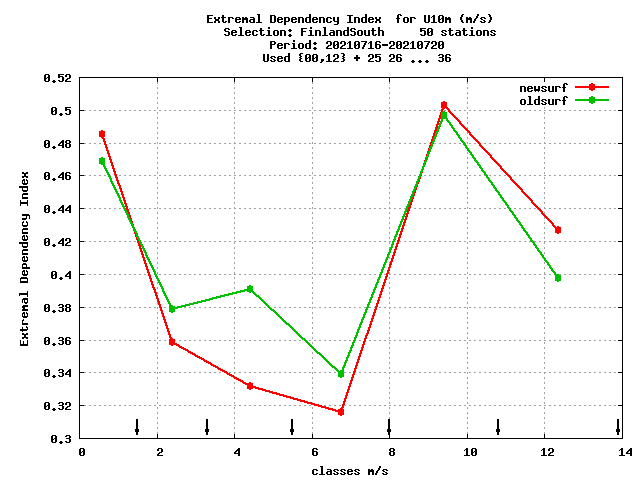 Extremal Dependency Index  for U10m (m/s)
Selection: FinlandSouth     50 stations
Period: 20210716-20210720
Used {00,12} + 25 26 ... 36
newsurf
oldsurf
Extremal Dependency Index
0.52
0.5
0.48
0.46
0.44
0.42
0.4
0.38
0.36
0.34
0.32
0.3
0 2 4 6 8 10 12 14
classes m/s